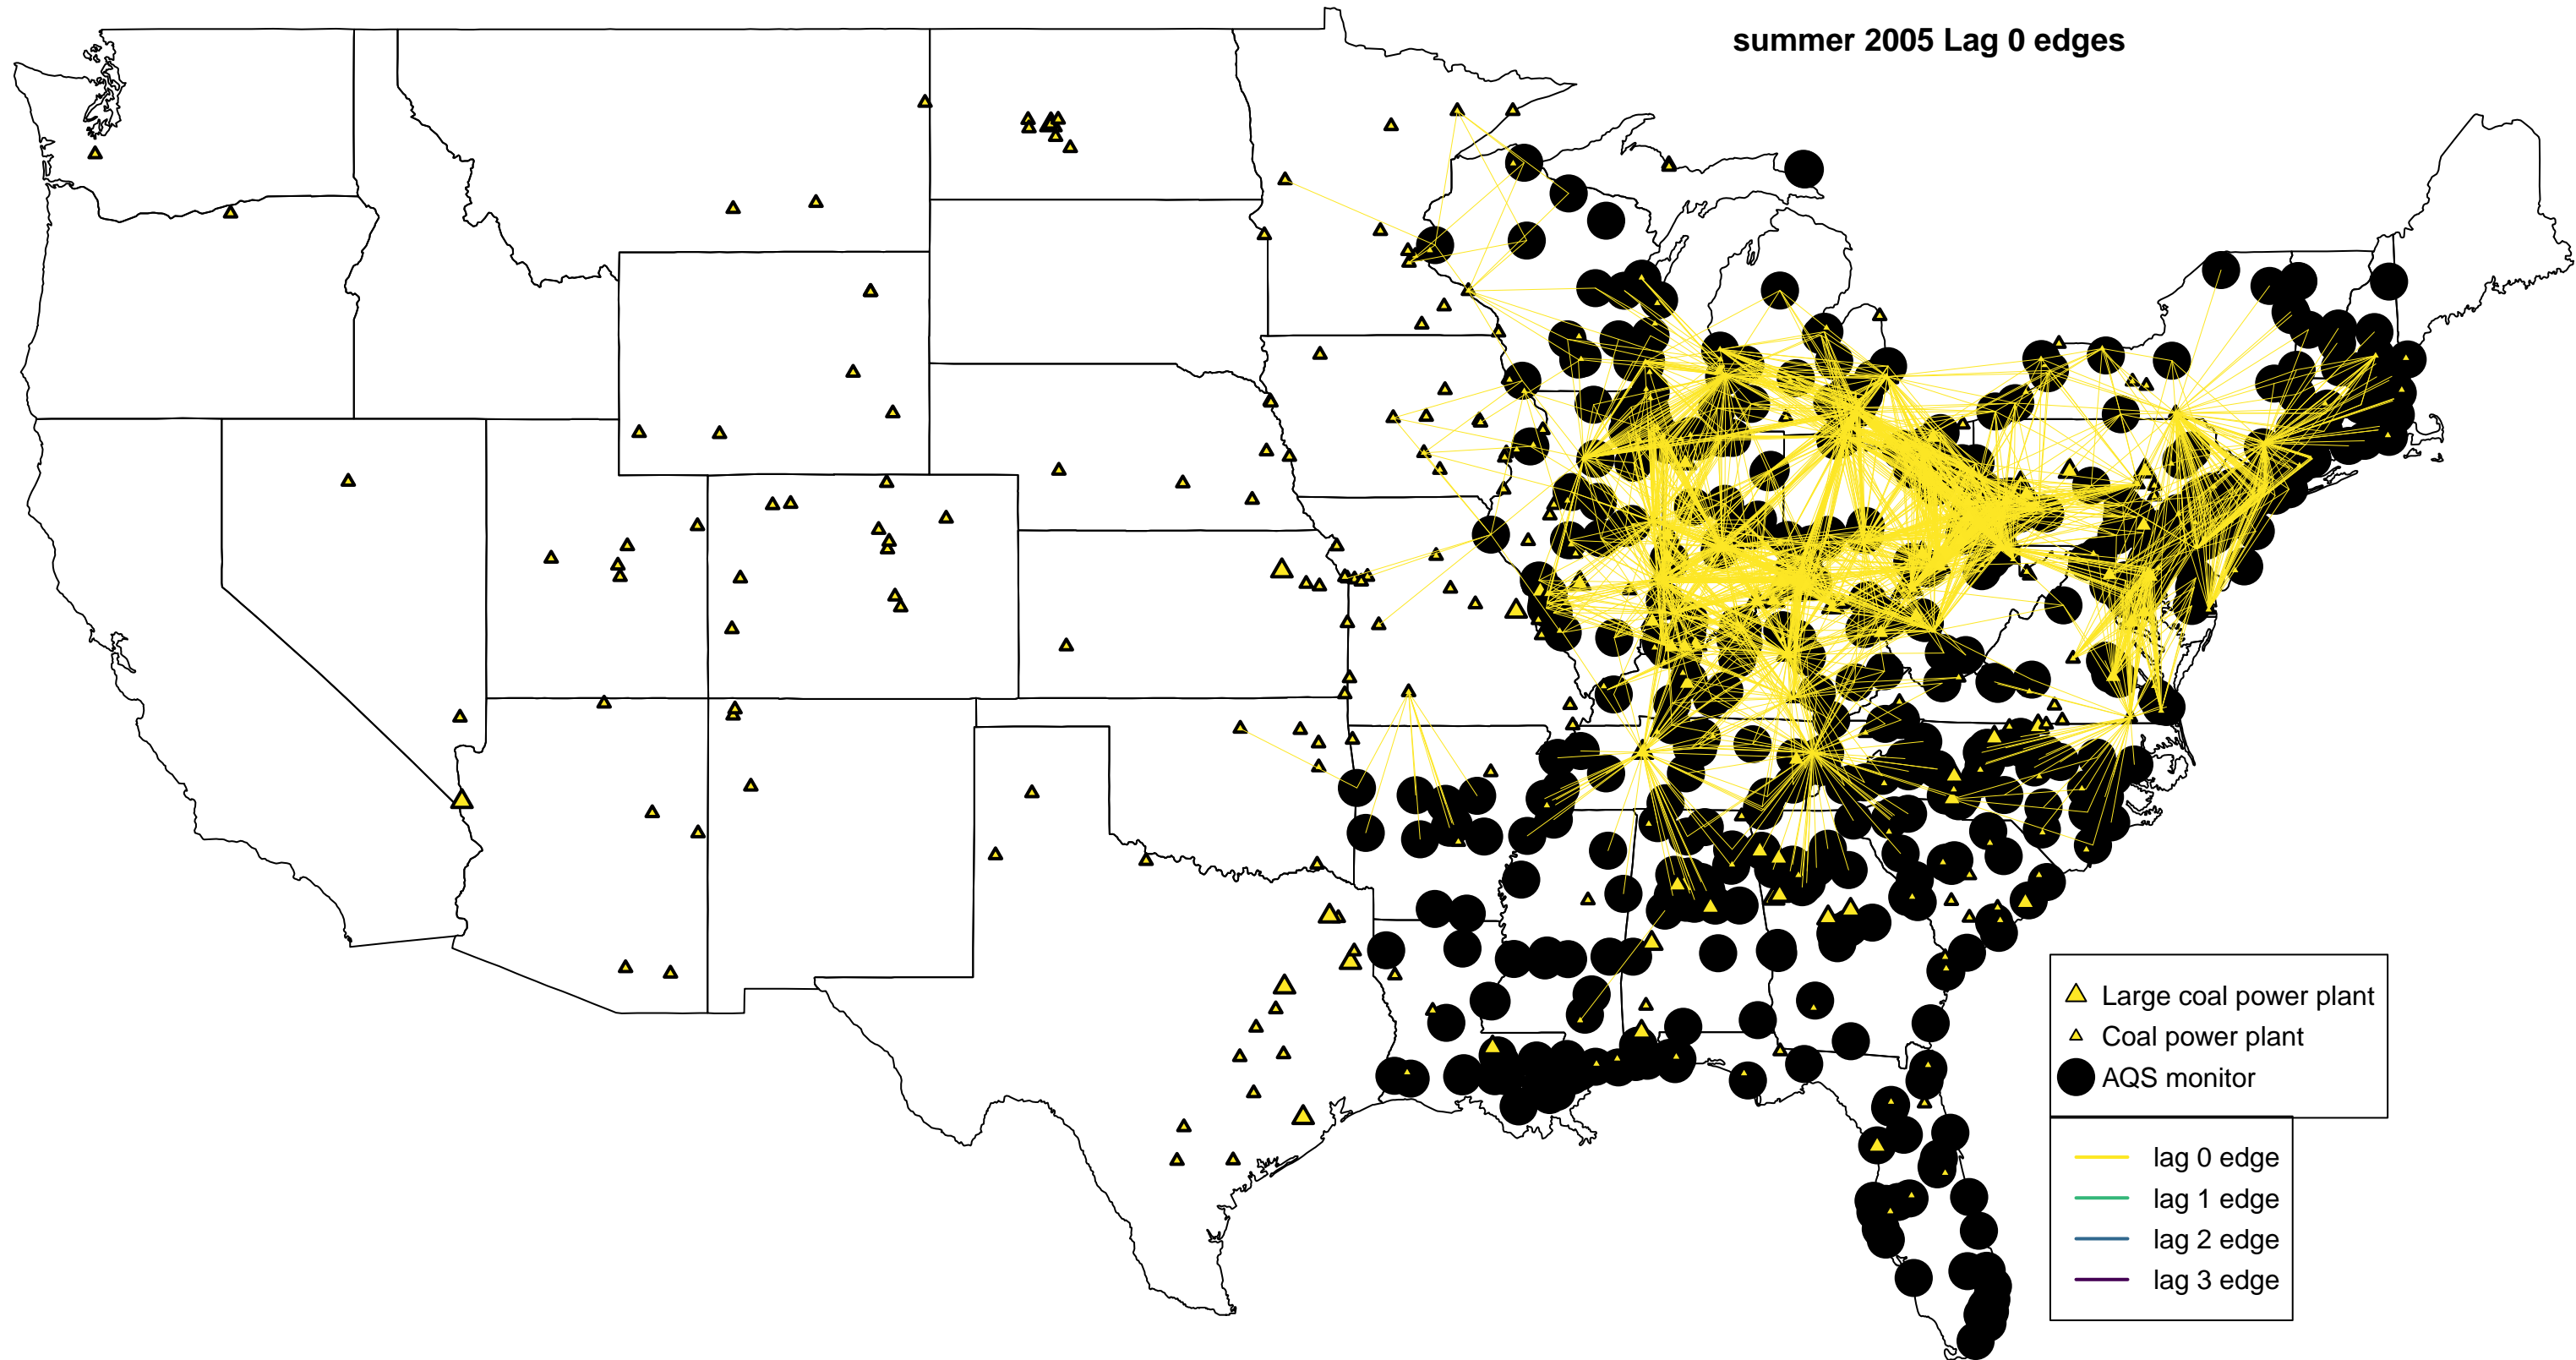 summer 2005 Lag 0 edges
Large coal power plant
Coal power plant
AQS monitor
lag 0 edge
lag 1 edge
lag 2 edge
lag 3 edge